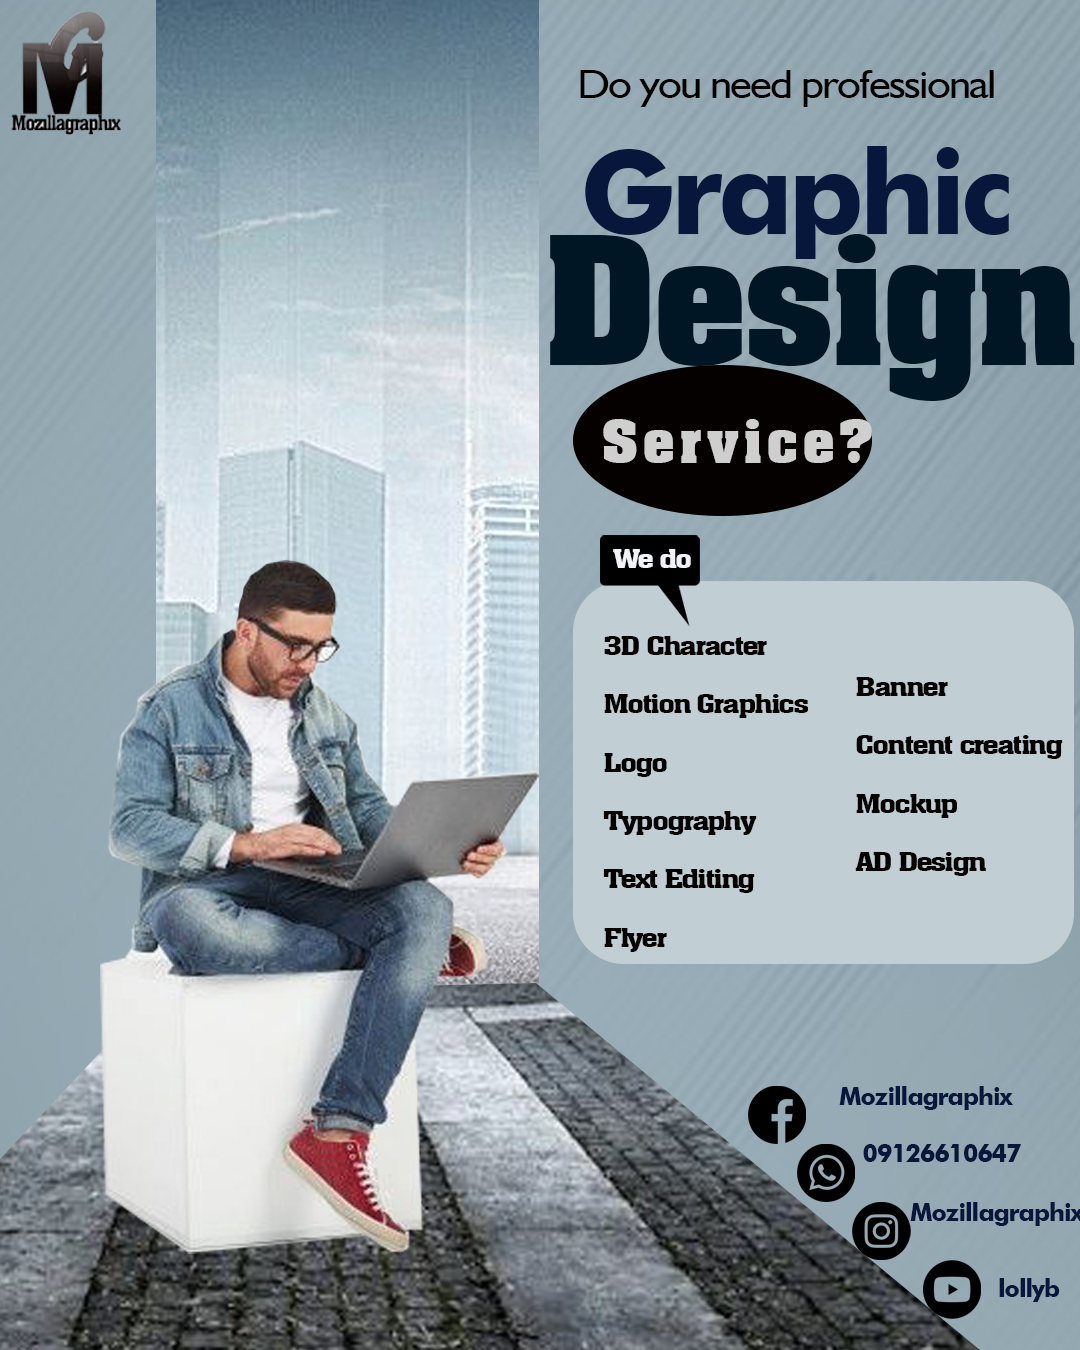 Mozillagraphix
Do you need professional
Graphic
Design
Service?
We do
3D Character
Motion Graphics
Logo
Typography
Text Editing
Flyer
Banner
Content creating
Mockup
AD Design
Mozillagraphix
09126610647
Mozillagraphix
lollyb